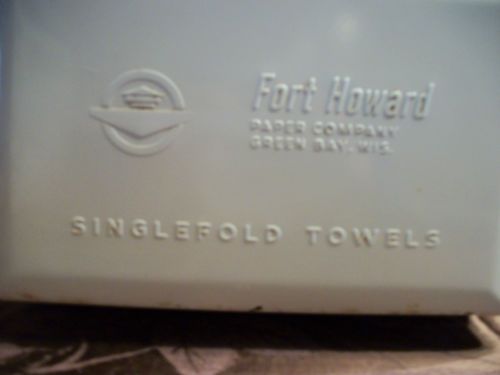 Fort Howard
PAPER COMPANY
GREEN BAY, WIS.
SINGLEFOLD TOWELS